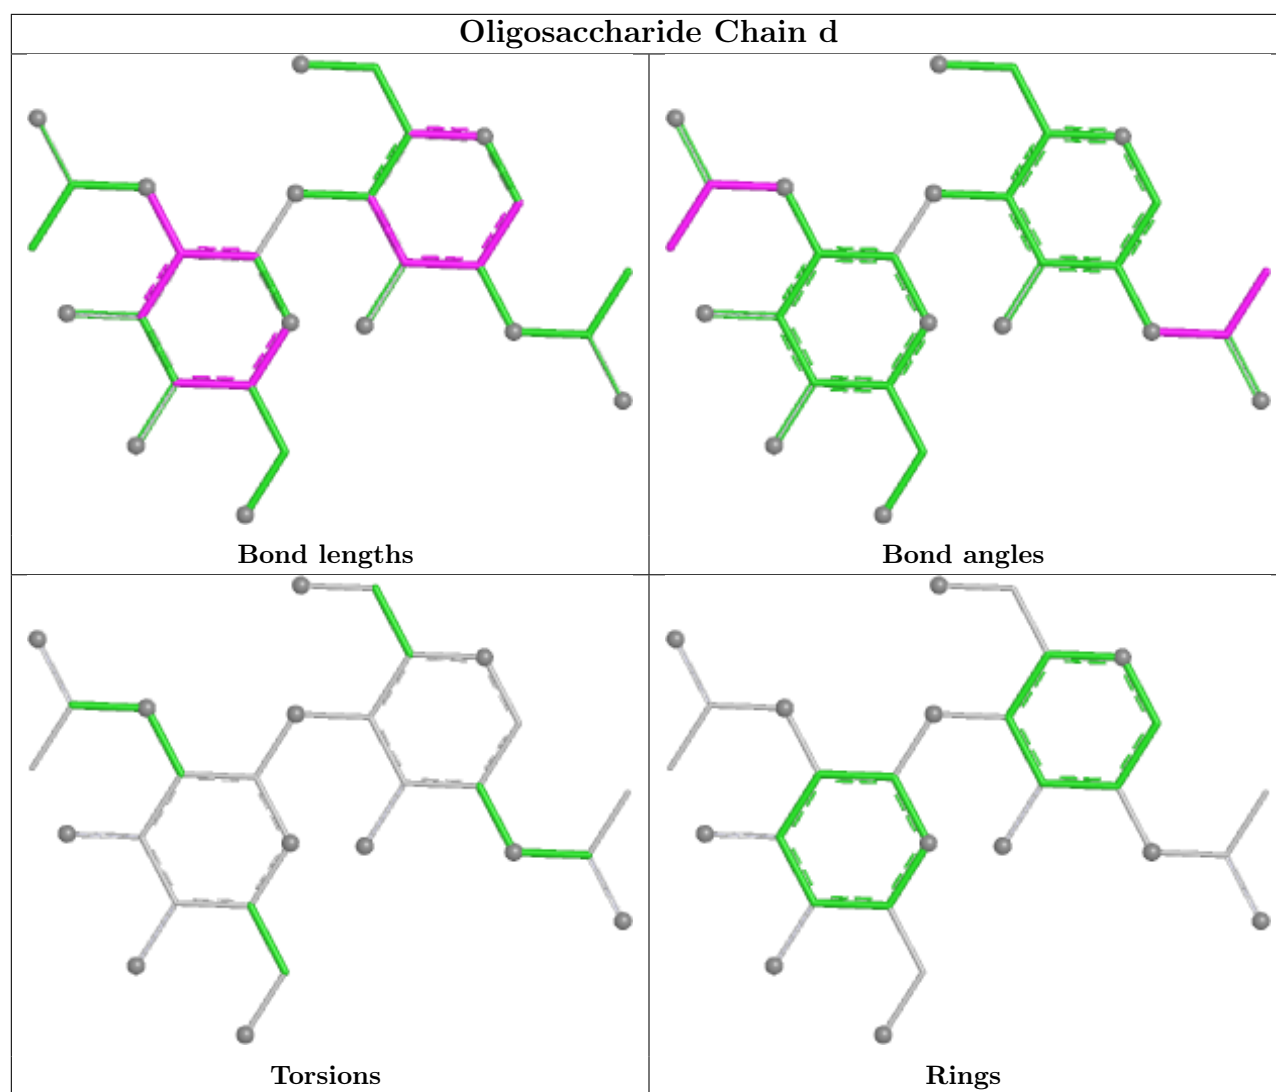 Oligosaccharide Chain d
Bond lengths
Bond angles
Torsions
Rings